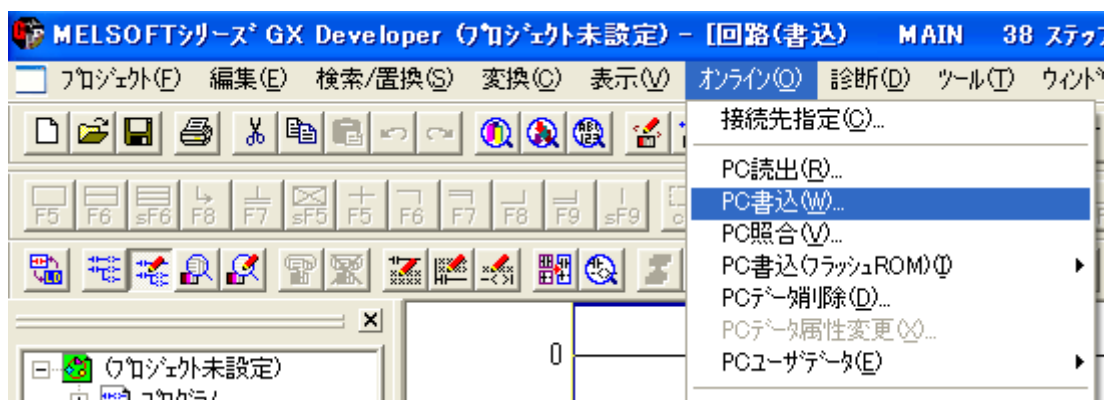 MELSOFTシリーズ GX Developer (プロジェクト未設定) - [回路(書込) MAIN 38 ステップ
プロジェクト(F) 編集(E) 検索/置換(S) 変換(C) 表示(V) オンライン(O) 診断(D) ツール(T) ウィンド
接続先指定(C)...
PC読出(R)...
F5 F6 sF6 F8 F7 sF5 F5 F6 F7 F8 F9 sF9 c
PC書込(W)...
PC照合(V)...
PC書込(フラッシュROM)(I)
PCデータ削除(D)...
PCデータ属性変更(X)...
PCユーザデータ(E)
0
(プロジェクト未設定)
プログラム